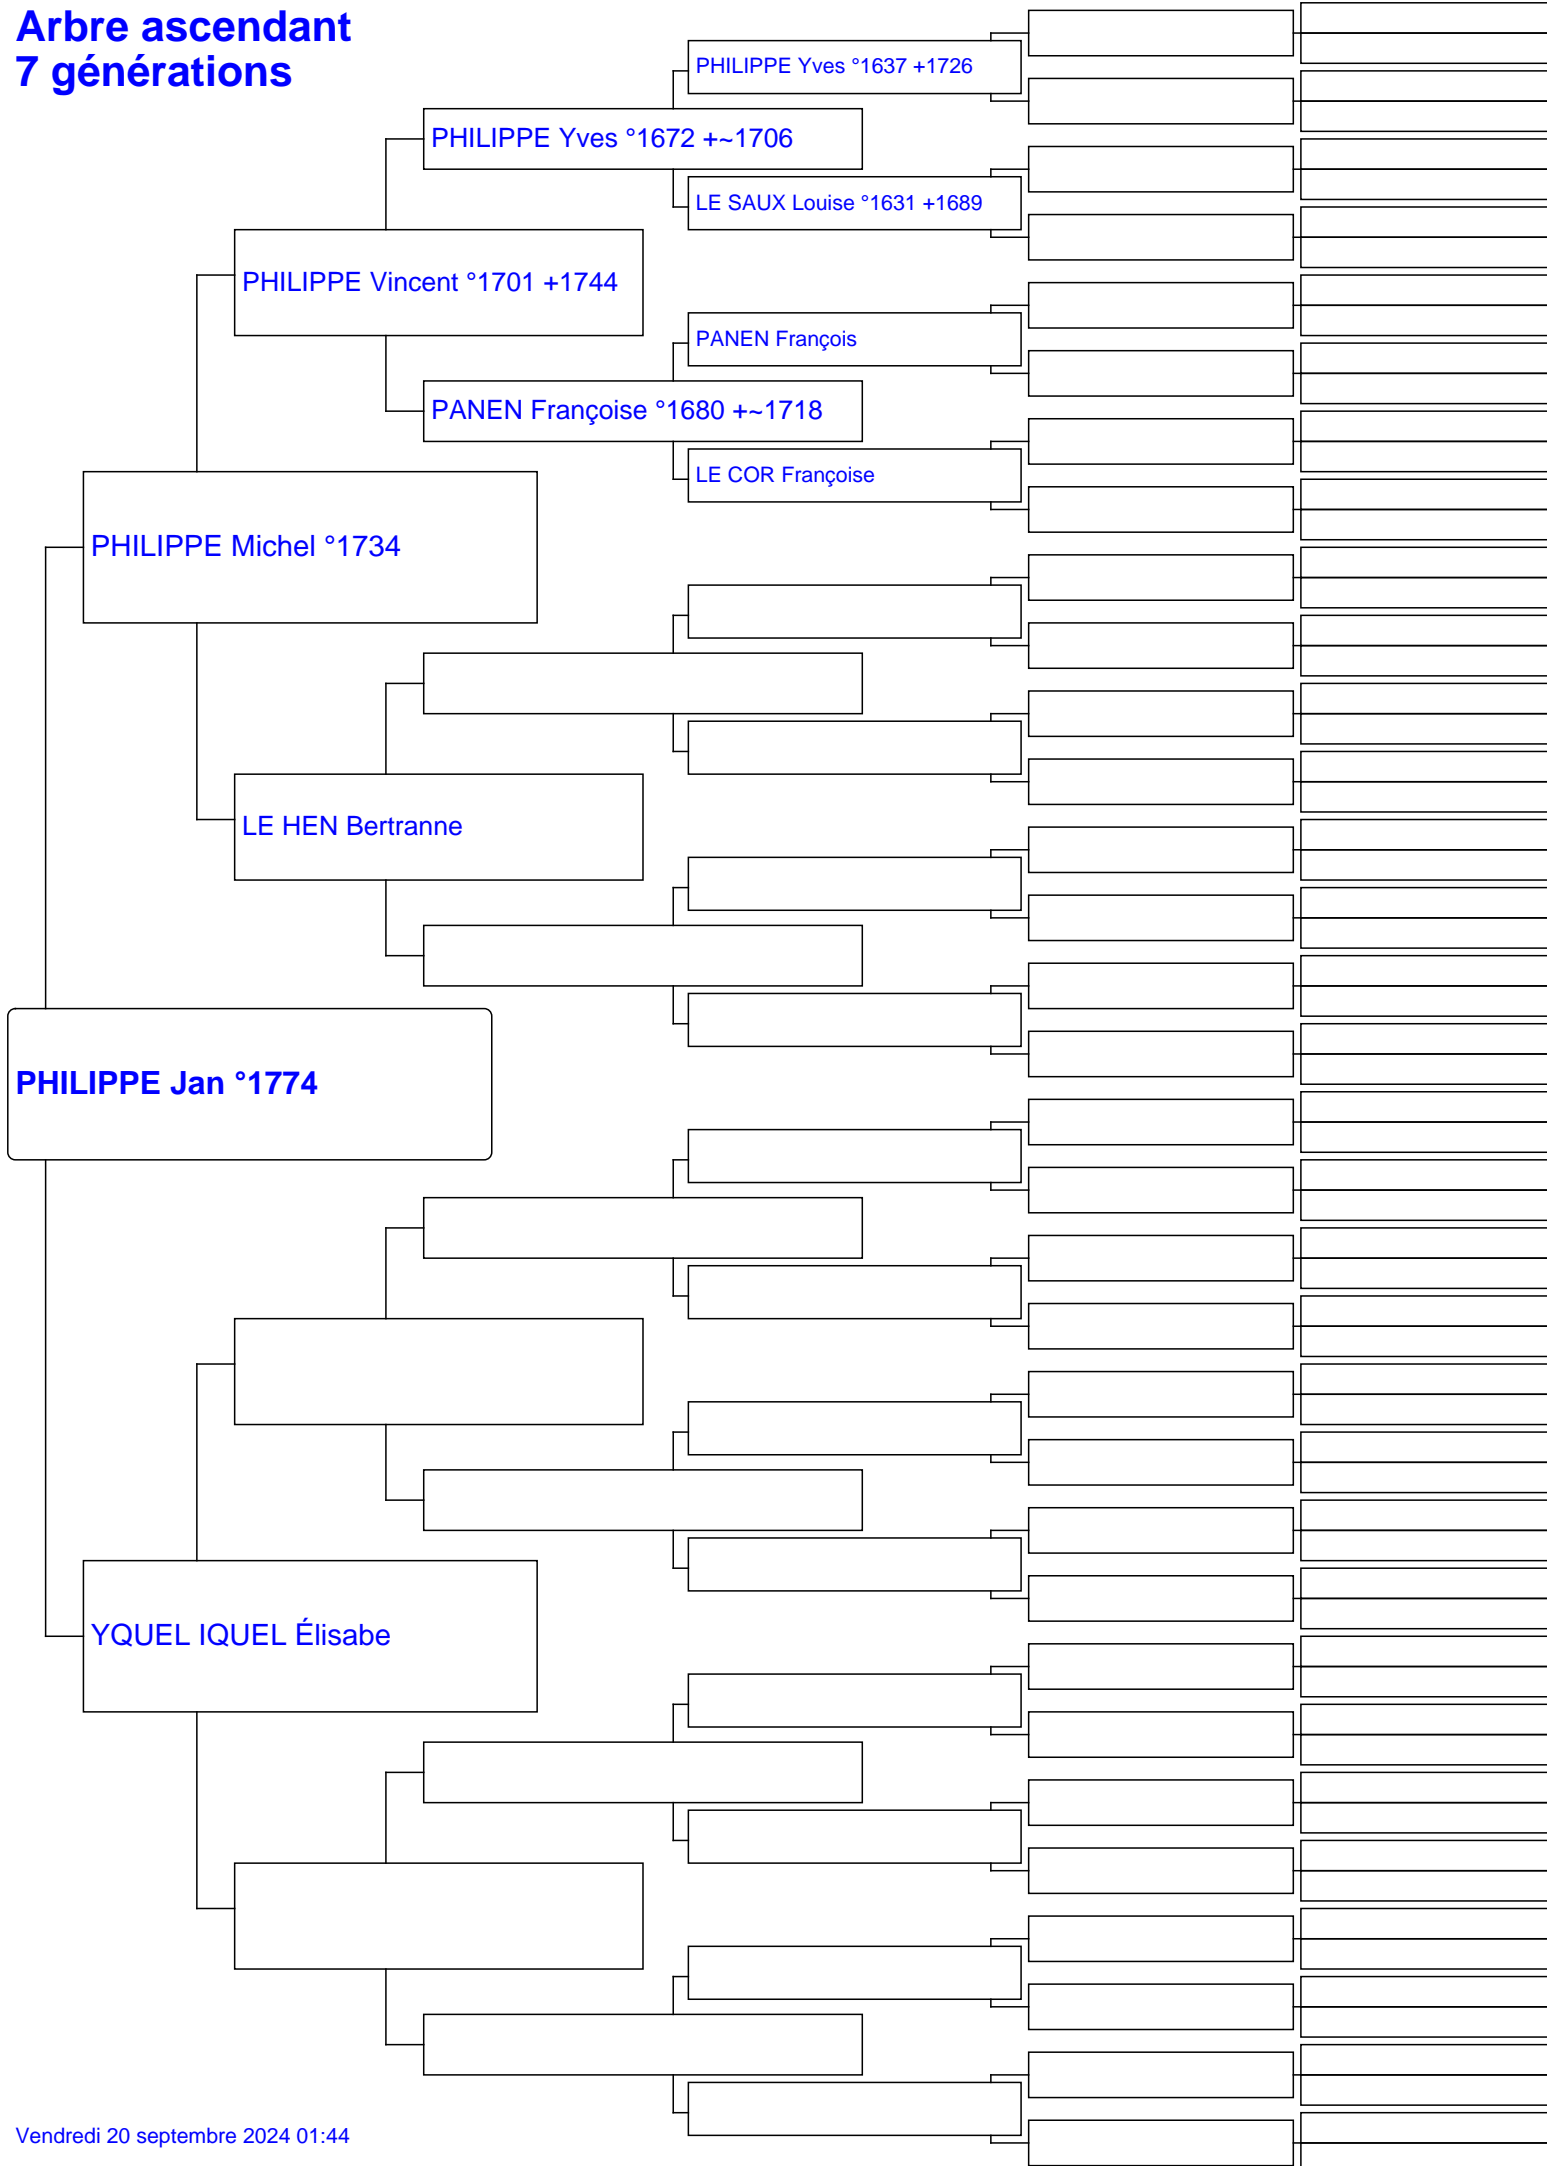 Arbre ascendant
7 générations
PHILIPPE Yves °1637 +1726
PHILIPPE Yves °1672 +~1706
LE SAUX Louise °1631 +1689
PHILIPPE Vincent °1701 +1744
PANEN François
PANEN Françoise °1680 +~1718
LE COR Françoise
PHILIPPE Michel °1734
LE HEN Bertranne
PHILIPPE Jan °1774
YQUEL IQUEL Élisabe
Vendredi 20 septembre 2024 01:44